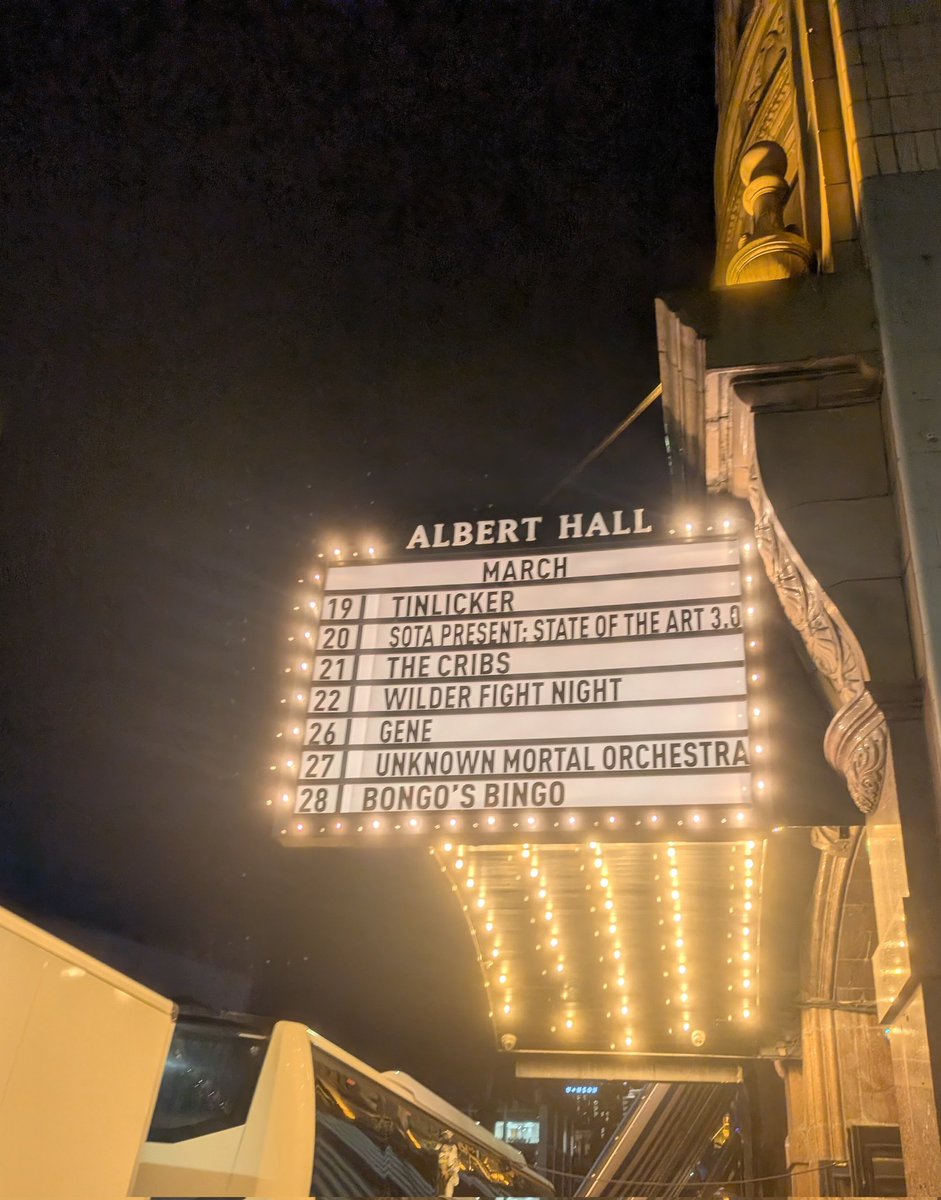 ALBERT HALL
MARCH
19 TINLICKER
20 SOTA PRESENT: STATE OF THE ART 3.0
21 THE CRIBS
22 WILDER FIGHT NIGHT
26 GENE
27 UNKNOWN MORTAL ORCHESTRA
28 BONGO'S BINGO